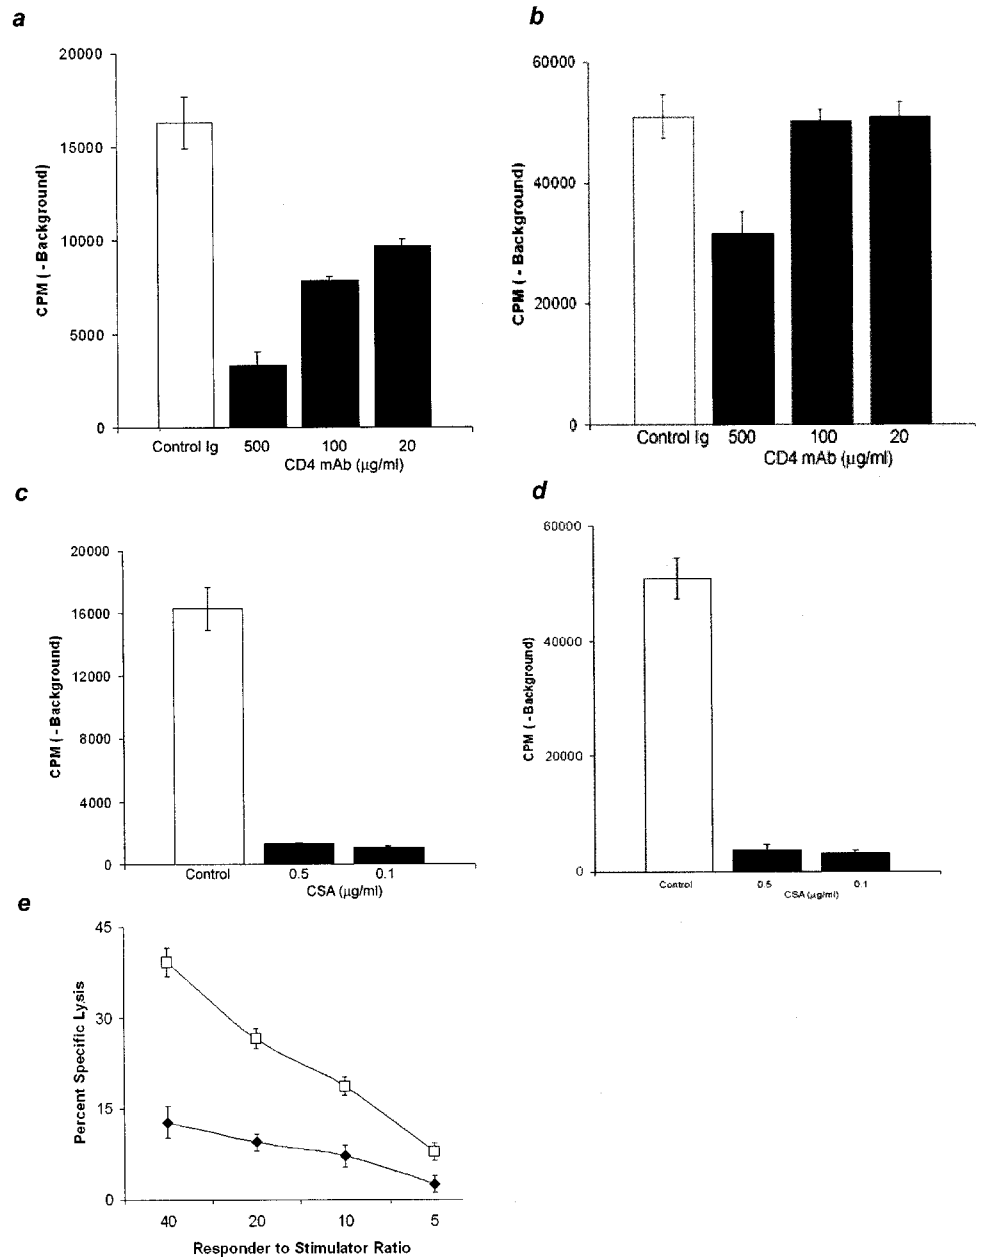 a
20000
15000
10000
5000
0
CPM ( - Background)
Control Ig 500 100 20
CD4 mAb (µg/ml)
b
60000
40000
20000
0
CPM ( - Background)
Control Ig 500 100 20
CD4 mAb (µg/ml)
c
20000
16000
12000
8000
4000
0
CPM ( - Background)
Control 0.5 0.1
CSA (µg/ml)
d
60000
40000
20000
0
CPM ( - Background)
Control 0.5 0.1
CSA (µg/ml)
e
45
30
15
0
Percent Specific Lysis
40 20 10 5
Responder to Stimulator Ratio